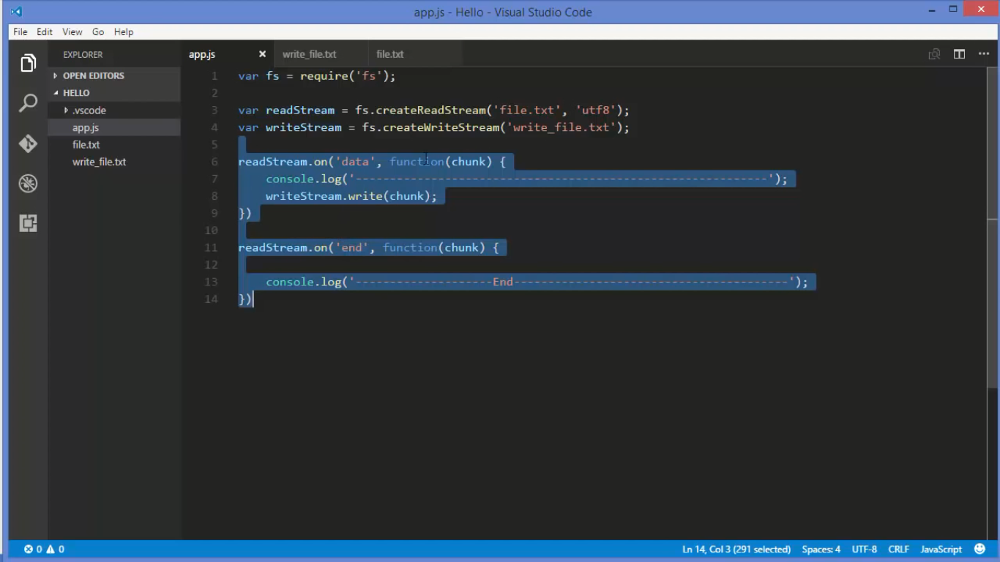 app.js - Hello - Visual Studio Code
File Edit View Go Help
EXPLORER
app.js write_file.txt file.txt
OPEN EDITORS
HELLO
.vscode
app.js
file.txt
write_file.txt
1 var fs = require('fs');
2
3 var readStream = fs.createReadStream('file.txt', 'utf8');
4 var writeStream = fs.createWriteStream('write_file.txt');
5
6 readStream.on('data', function(chunk) {
7     console.log('------------------------------------------------------------');
8     writeStream.write(chunk);
9 })
10
11 readStream.on('end', function(chunk) {
12
13     console.log('--------------------End----------------------------------------');
14 })
0 0
Ln 14, Col 3 (291 selected) Spaces: 4 UTF-8 CRLF JavaScript